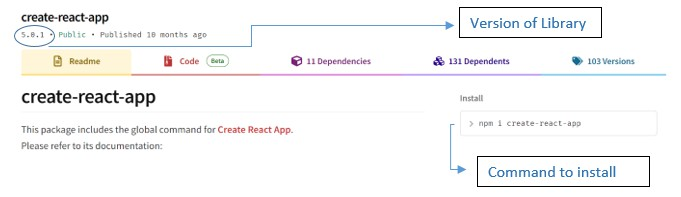 create-react-app
5.0.1 • Public • Published 10 months ago
Version of Library
Readme
Code Beta
11 Dependencies
131 Dependents
103 Versions
create-react-app
This package includes the global command for Create React App.
Please refer to its documentation:
Install
> npm i create-react-app
Command to install